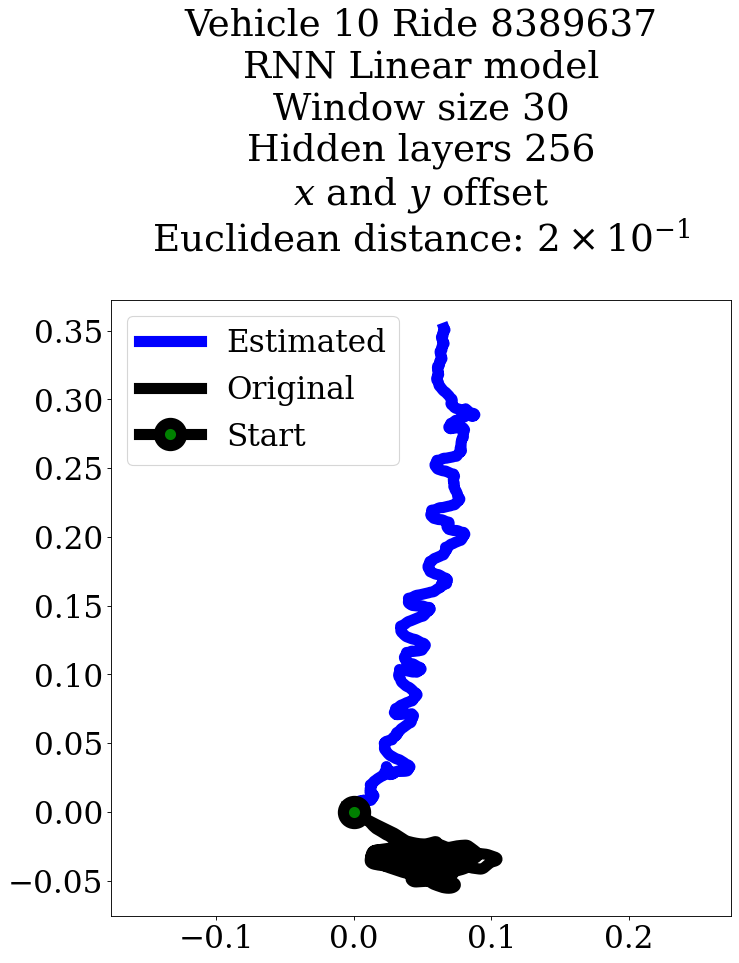 Vehicle 10 Ride 8389637
RNN Linear model
Window size 30
Hidden layers 256
x and y offset
Euclidean distance: 2 × 10⁻¹
Estimated
Original
Start
0.35
0.30
0.25
0.20
0.15
0.10
0.05
0.00
−0.05
−0.1 0.0 0.1 0.2